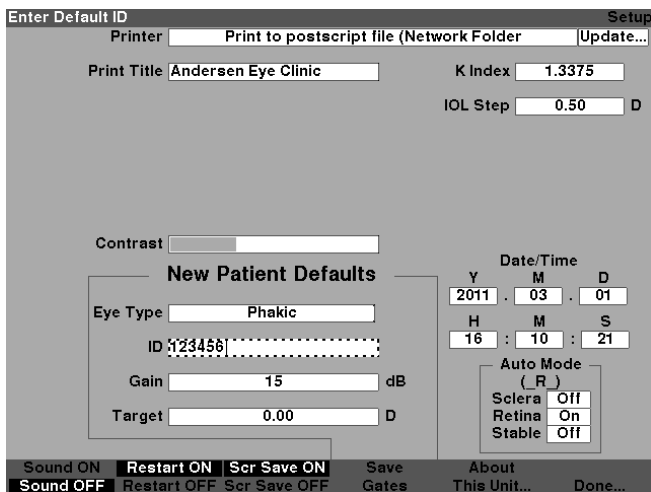 Enter Default ID Setup
Printer Print to postscript file (Network Folder Update...
Print Title Andersen Eye Clinic K Index 1.3375
IOL Step 0.50 D
Contrast
New Patient Defaults
Eye Type Phakic
ID 123456
Gain 15 dB
Target 0.00 D
Date/Time
Y M D
2011 . 03 . 01
H M S
16 : 10 : 21
Auto Mode
(_R_)
Sclera Off
Retina On
Stable Off
Sound ON Restart ON Scr Save ON Save About
Sound OFF Restart OFF Scr Save OFF Gates This Unit... Done...